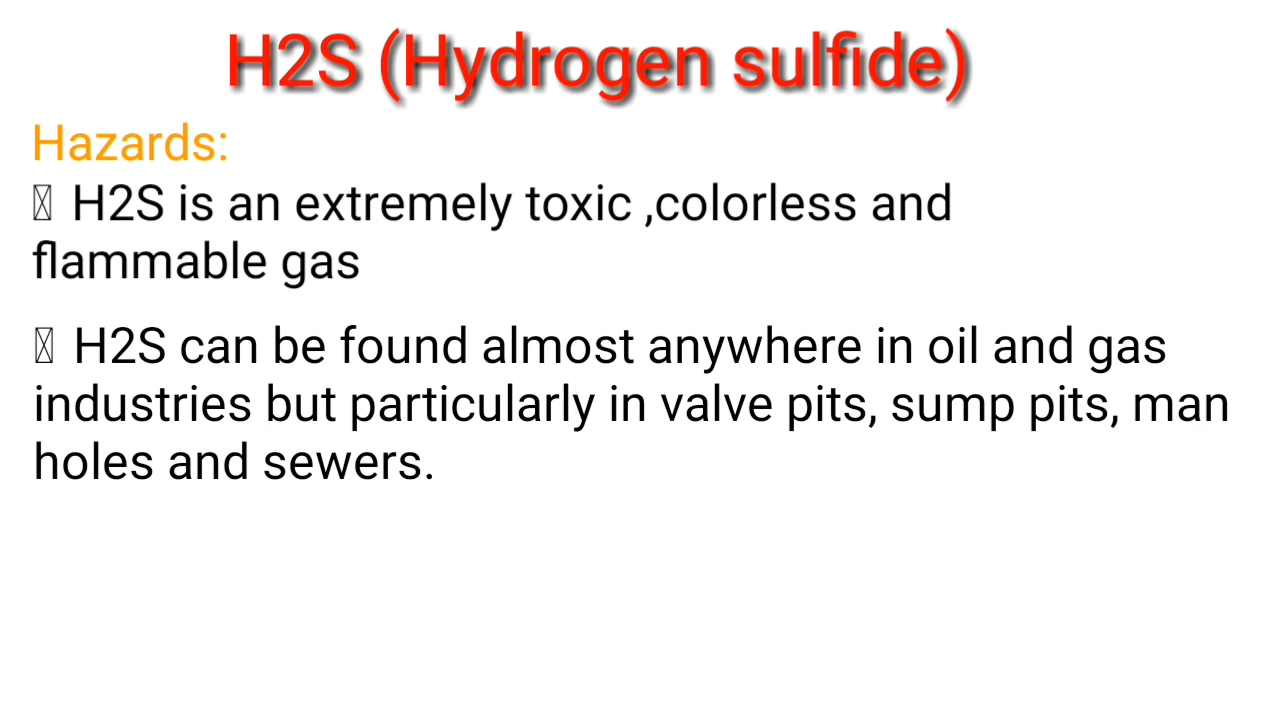 H2S (Hydrogen sulfide)
Hazards:
H2S is an extremely toxic ,colorless and
flammable gas
H2S can be found almost anywhere in oil and gas
industries but particularly in valve pits, sump pits, man
holes and sewers.